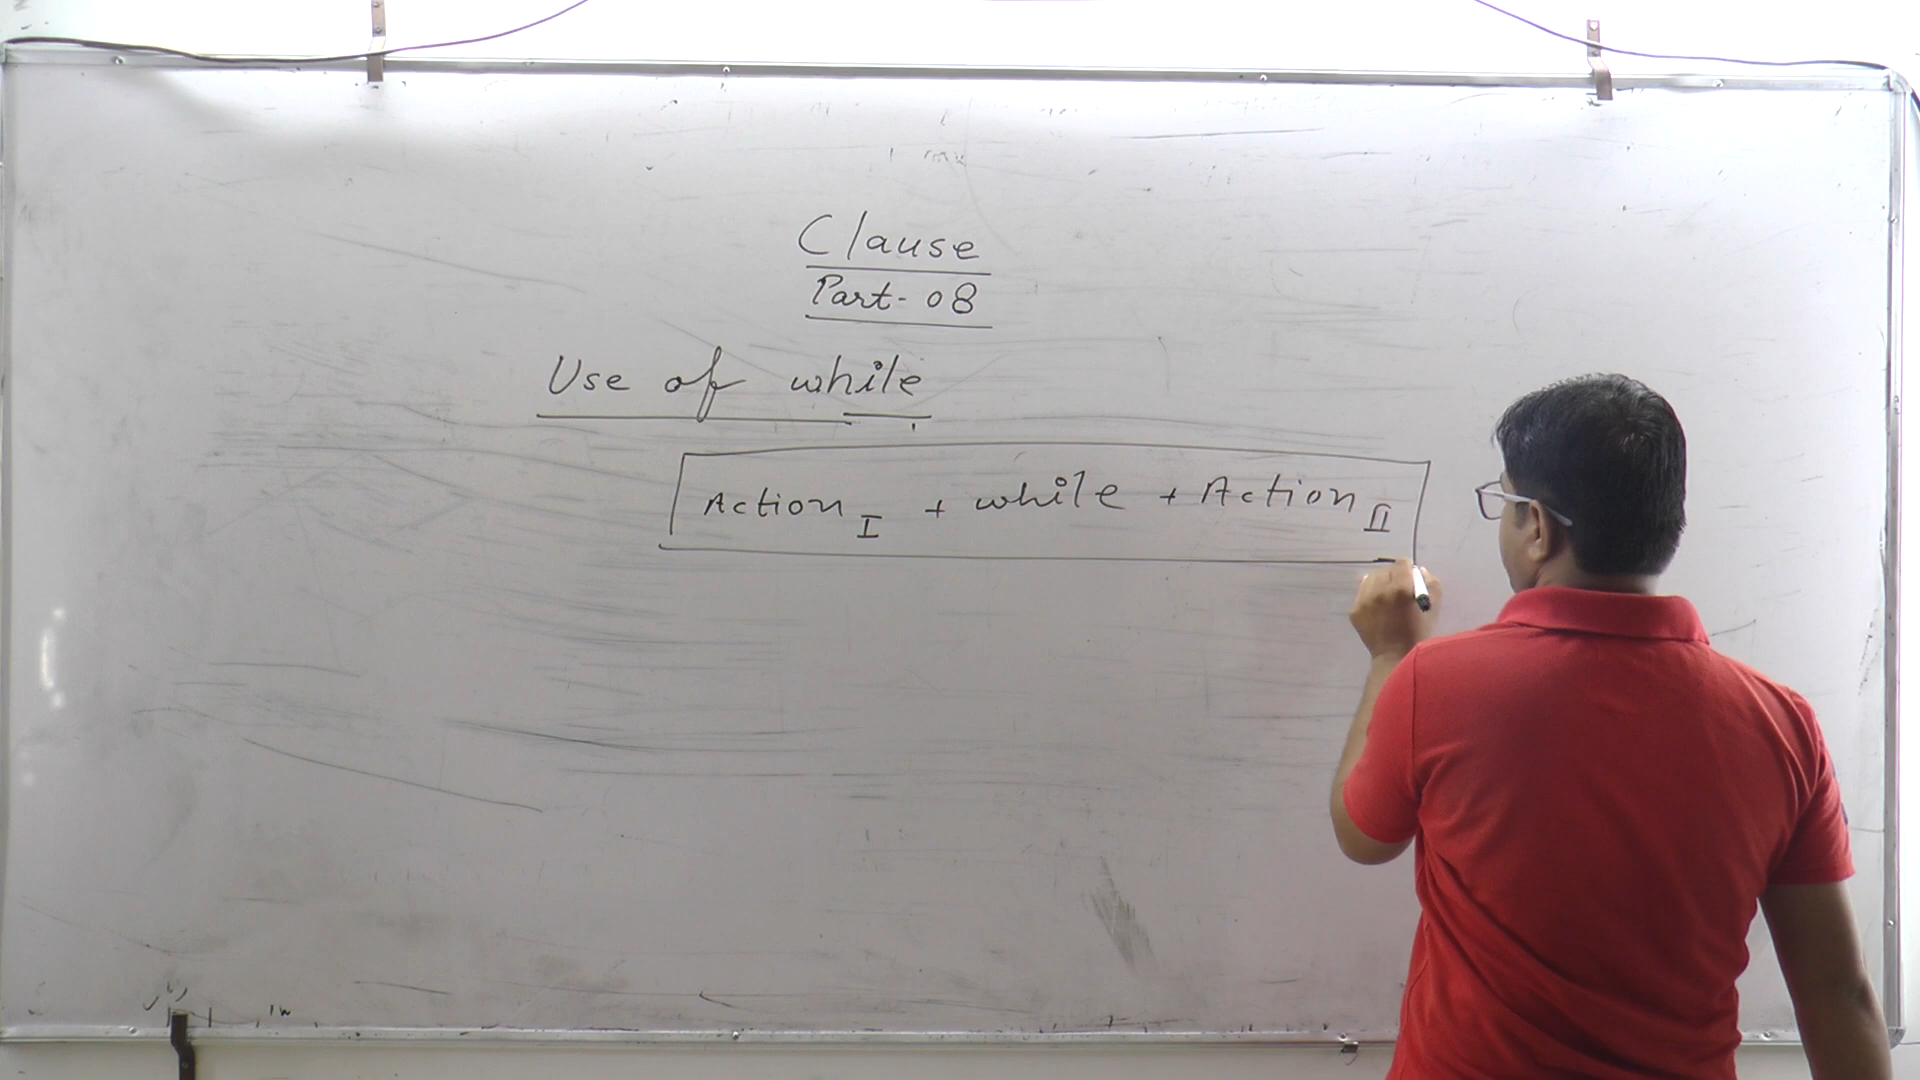 Clause
Part- 08
Use of while
Action I + while + Action II